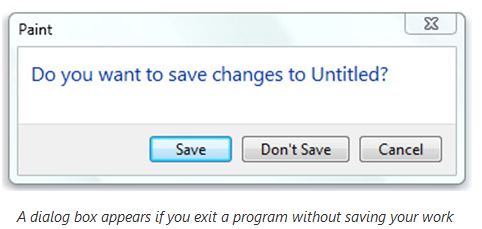 Paint
Do you want to save changes to Untitled?
Save Don't Save Cancel
A dialog box appears if you exit a program without saving your work